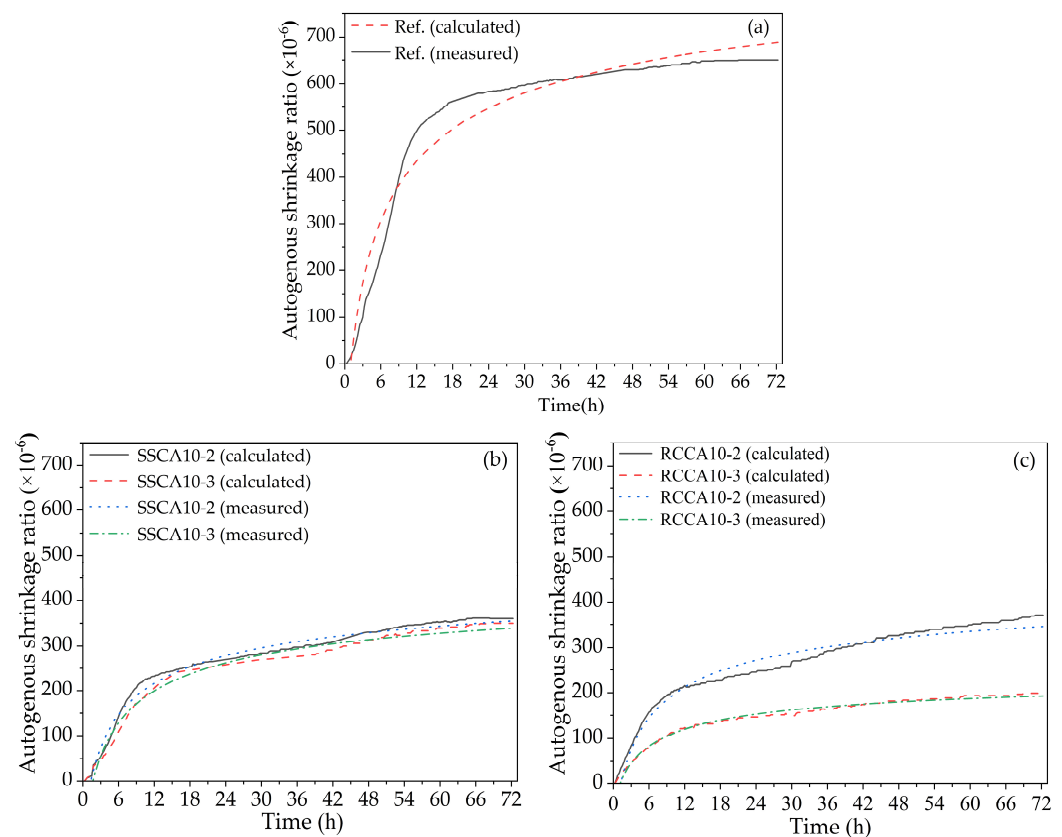 Ref. (calculated)
Ref. (measured)
(a)
Autogenous shrinkage ratio (×10⁻⁶)
700
600
500
400
300
200
100
0
0 6 12 18 24 30 36 42 48 54 60 66 72
Time(h)
SSCA10-2 (calculated)
SSCA10-3 (calculated)
SSCA10-2 (measured)
SSCA10-3 (measured)
(b)
Autogenous shrinkage ratio (×10⁻⁶)
700
600
500
400
300
200
100
0
0 6 12 18 24 30 36 42 48 54 60 66 72
Time (h)
RCCA10-2 (calculated)
RCCA10-3 (calculated)
RCCA10-2 (measured)
RCCA10-3 (measured)
(c)
Autogenous shrinkage ratio (×10⁻⁶)
700
600
500
400
300
200
100
0
0 6 12 18 24 30 36 42 48 54 60 66 72
Time (h)